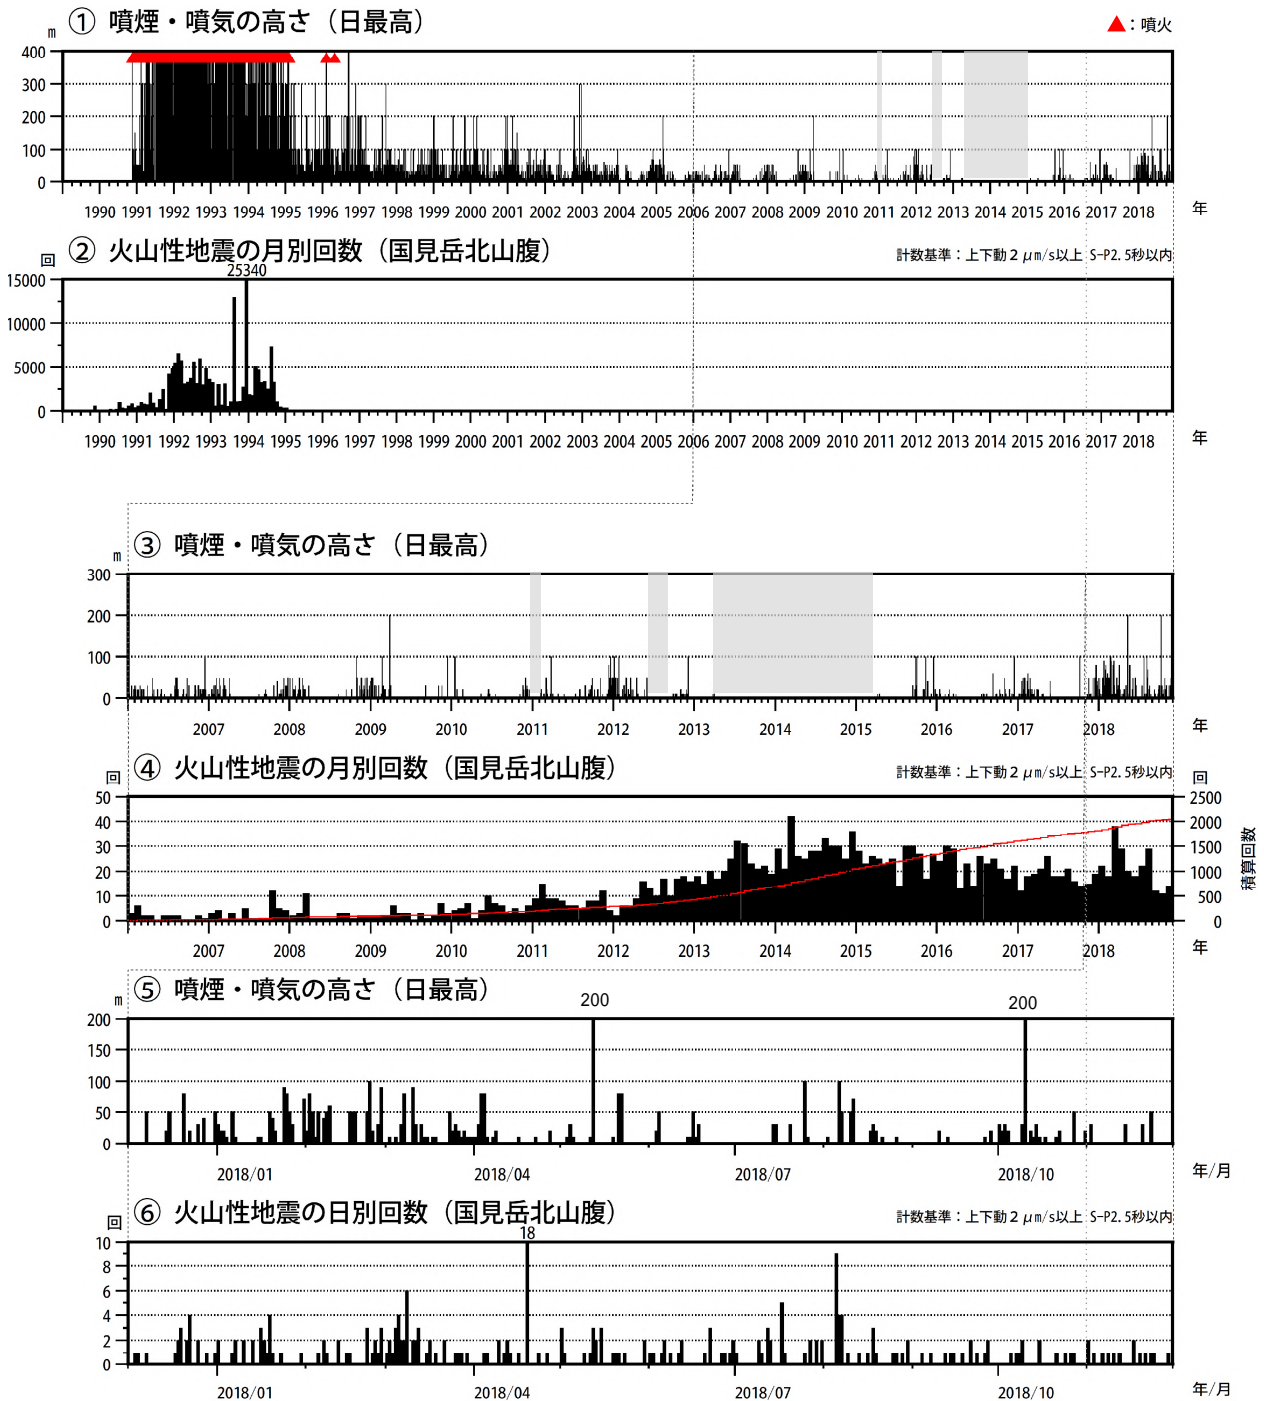 ① 噴煙・噴気の高さ（日最高）
▲：噴火
m
400
300
200
100
0
1990 1991 1992 1993 1994 1995 1996 1997 1998 1999 2000 2001 2002 2003 2004 2005 2006 2007 2008 2009 2010 2011 2012 2013 2014 2015 2016 2017 2018 年
② 火山性地震の月別回数（国見岳北山腹）
計数基準：上下動２μm/s以上 S-P2.5秒以内
回
25340
15000
10000
5000
0
1990 1991 1992 1993 1994 1995 1996 1997 1998 1999 2000 2001 2002 2003 2004 2005 2006 2007 2008 2009 2010 2011 2012 2013 2014 2015 2016 2017 2018 年
③ 噴煙・噴気の高さ（日最高）
m
300
200
100
0
2007 2008 2009 2010 2011 2012 2013 2014 2015 2016 2017 2018 年
④ 火山性地震の月別回数（国見岳北山腹）
計数基準：上下動２μm/s以上 S-P2.5秒以内
回 回
50 2500
40 2000
30 1500
20 1000
10 500
0 0
積算回数
2007 2008 2009 2010 2011 2012 2013 2014 2015 2016 2017 2018 年
⑤ 噴煙・噴気の高さ（日最高）
m
200 200
200
150
100
50
0
2018/01 2018/04 2018/07 2018/10 年/月
⑥ 火山性地震の日別回数（国見岳北山腹）
計数基準：上下動２μm/s以上 S-P2.5秒以内
回
18
10
8
6
4
2
0
2018/01 2018/04 2018/07 2018/10 年/月